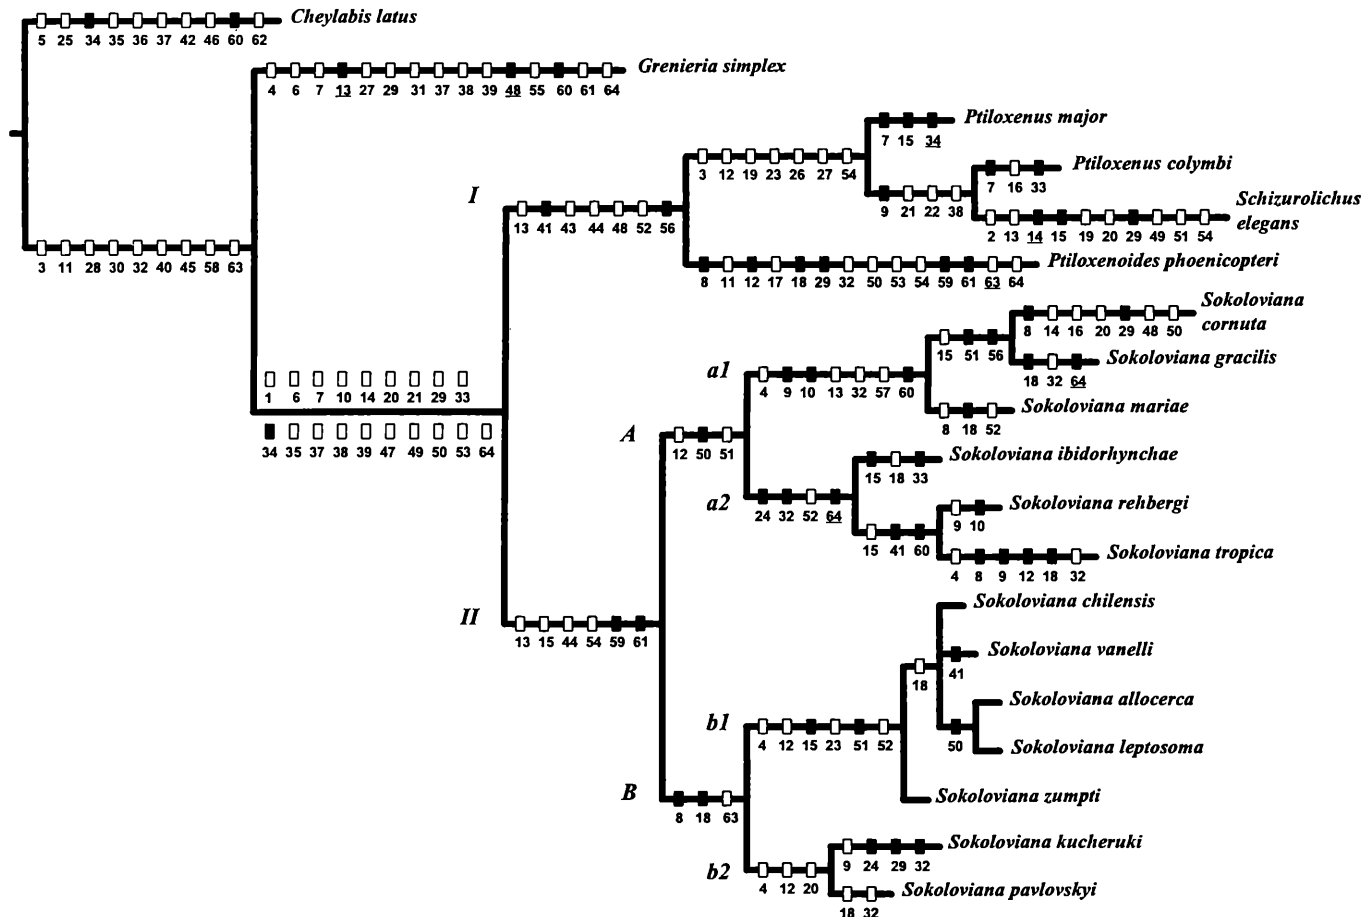 Cheylabis latus
5 25 34 35 36 37 42 46 60 62
Grenieria simplex
4 6 7 13 27 29 31 37 38 39 48 55 60 61 64
Ptiloxenus major
7 15 34
3 12 19 23 26 27 54
Ptiloxenus colymbi
7 16 33
I
9 21 22 38
Schizurolichus
elegans
13 41 43 44 48 52 56
2 13 14 15 19 20 29 49 51 54
3 11 28 30 32 40 45 58 63
Ptiloxenoides phoenicopteri
8 11 12 17 18 29 32 50 53 54 59 61 63 64
Sokoloviana
cornuta
8 14 16 20 29 48 50
15 51 56
Sokoloviana gracilis
18 32 64
a1
4 9 10 13 32 57 60
1 6 7 10 14 20 21 29 33
Sokoloviana mariae
8 18 52
34 35 37 38 39 47 49 50 53 64
A
12 50 51
Sokoloviana ibidorhynchae
15 18 33
a2
24 32 52 64
Sokoloviana rehbergi
9 10
15 41 60
Sokoloviana tropica
4 8 9 12 18 32
Sokoloviana chilensis
II
13 15 44 54 59 61
Sokoloviana vanelli
41
18
Sokoloviana allocerca
b1
4 12 15 23 51 52
50
Sokoloviana leptosoma
B
8 18 63
Sokoloviana zumpti
Sokoloviana kucheruki
9 24 29 32
b2
4 12 20
Sokoloviana pavlovskyi
18 32